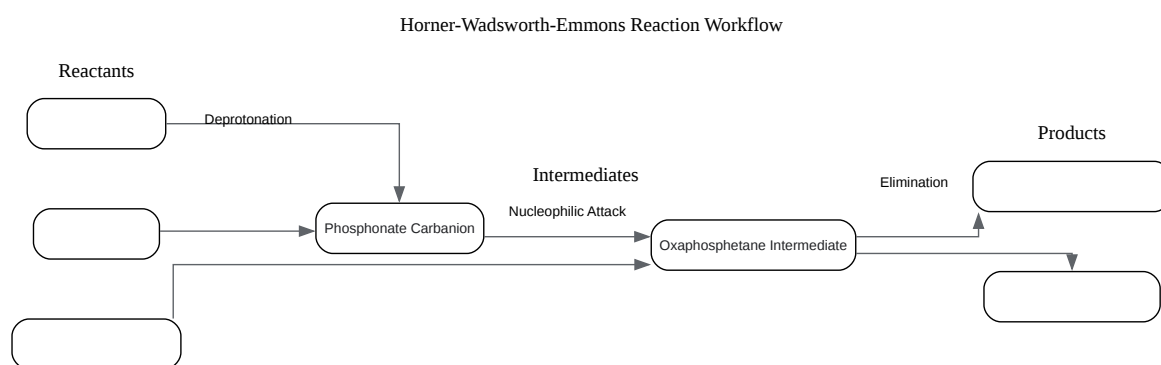 Horner-Wadsworth-Emmons Reaction Workflow
Reactants
Deprotonation
Products
Intermediates
Elimination
Nucleophilic Attack
Phosphonate Carbanion
Oxaphosphetane Intermediate